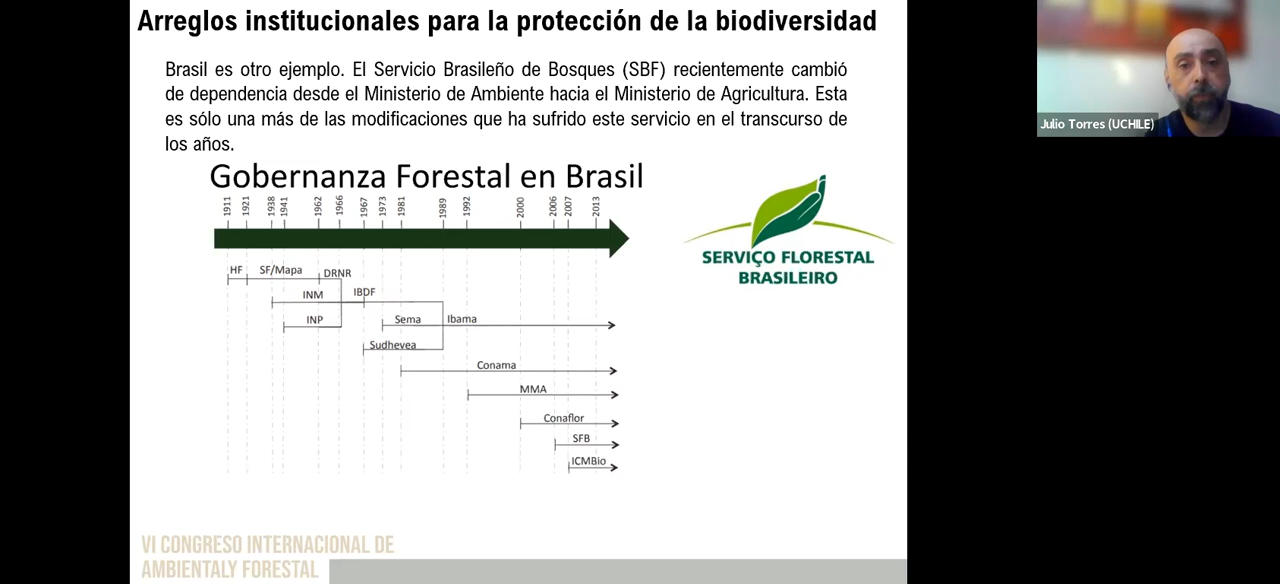 Arreglos institucionales para la protección de la biodiversidad
Brasil es otro ejemplo. El Servicio Brasileño de Bosques (SBF) recientemente cambió
de dependencia desde el Ministerio de Ambiente hacia el Ministerio de Agricultura. Esta
es sólo una más de las modificaciones que ha sufrido este servicio en el transcurso de
los años.
Gobernanza Forestal en Brasil
1911 1921 1938 1941 1962 1966 1967 1973 1981 1989 1992 2000 2006 2007 2013
HF SF/Mapa DRNR
INM IBDF
INP Sema Ibama
Sudhevea
Conama
MMA
Conaflor
SFB
ICMBio
SERVIÇO FLORESTAL
BRASILEIRO
VI CONGRESO INTERNACIONAL DE
AMBIENTALY FORESTAL
Julio Torres (UCHILE)